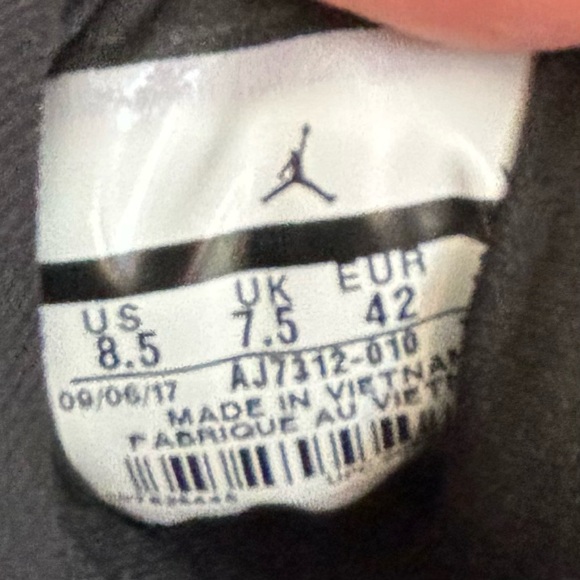 US UK EUR
8.5 7.5 42
09/06/17 AJ7312-010
MADE IN VIETNAM
FABRIQUE AU VIET